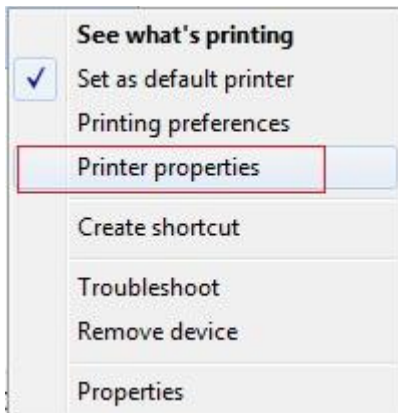 See what's printing
Set as default printer
Printing preferences
Printer properties
Create shortcut
Troubleshoot
Remove device
Properties